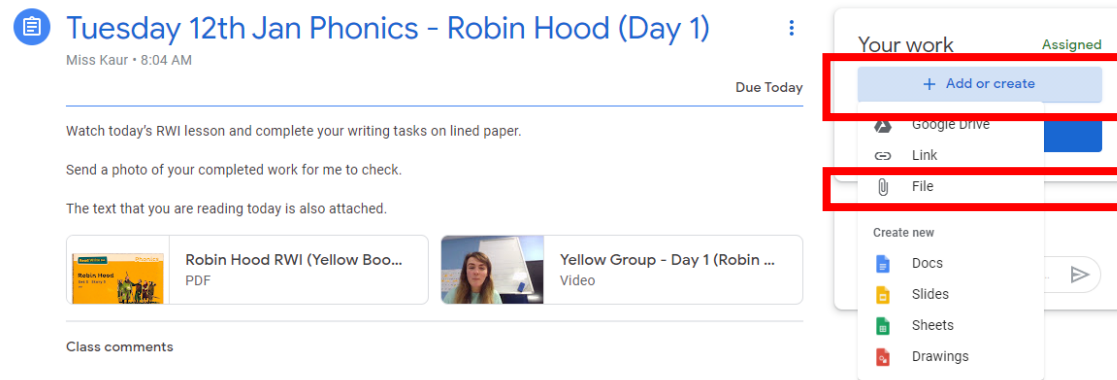 Tuesday 12th Jan Phonics - Robin Hood (Day 1)
Miss Kaur • 8:04 AM
Due Today
Watch today's RWI lesson and complete your writing tasks on lined paper.
Send a photo of your completed work for me to check.
The text that you are reading today is also attached.
Robin Hood RWI (Yellow Boo...
PDF
Robin Hood
Yellow Group - Day 1 (Robin ...
Video
Class comments
Your work
Assigned
+ Add or create
Google Drive
Link
File
Create new
Docs
Slides
Sheets
Drawings